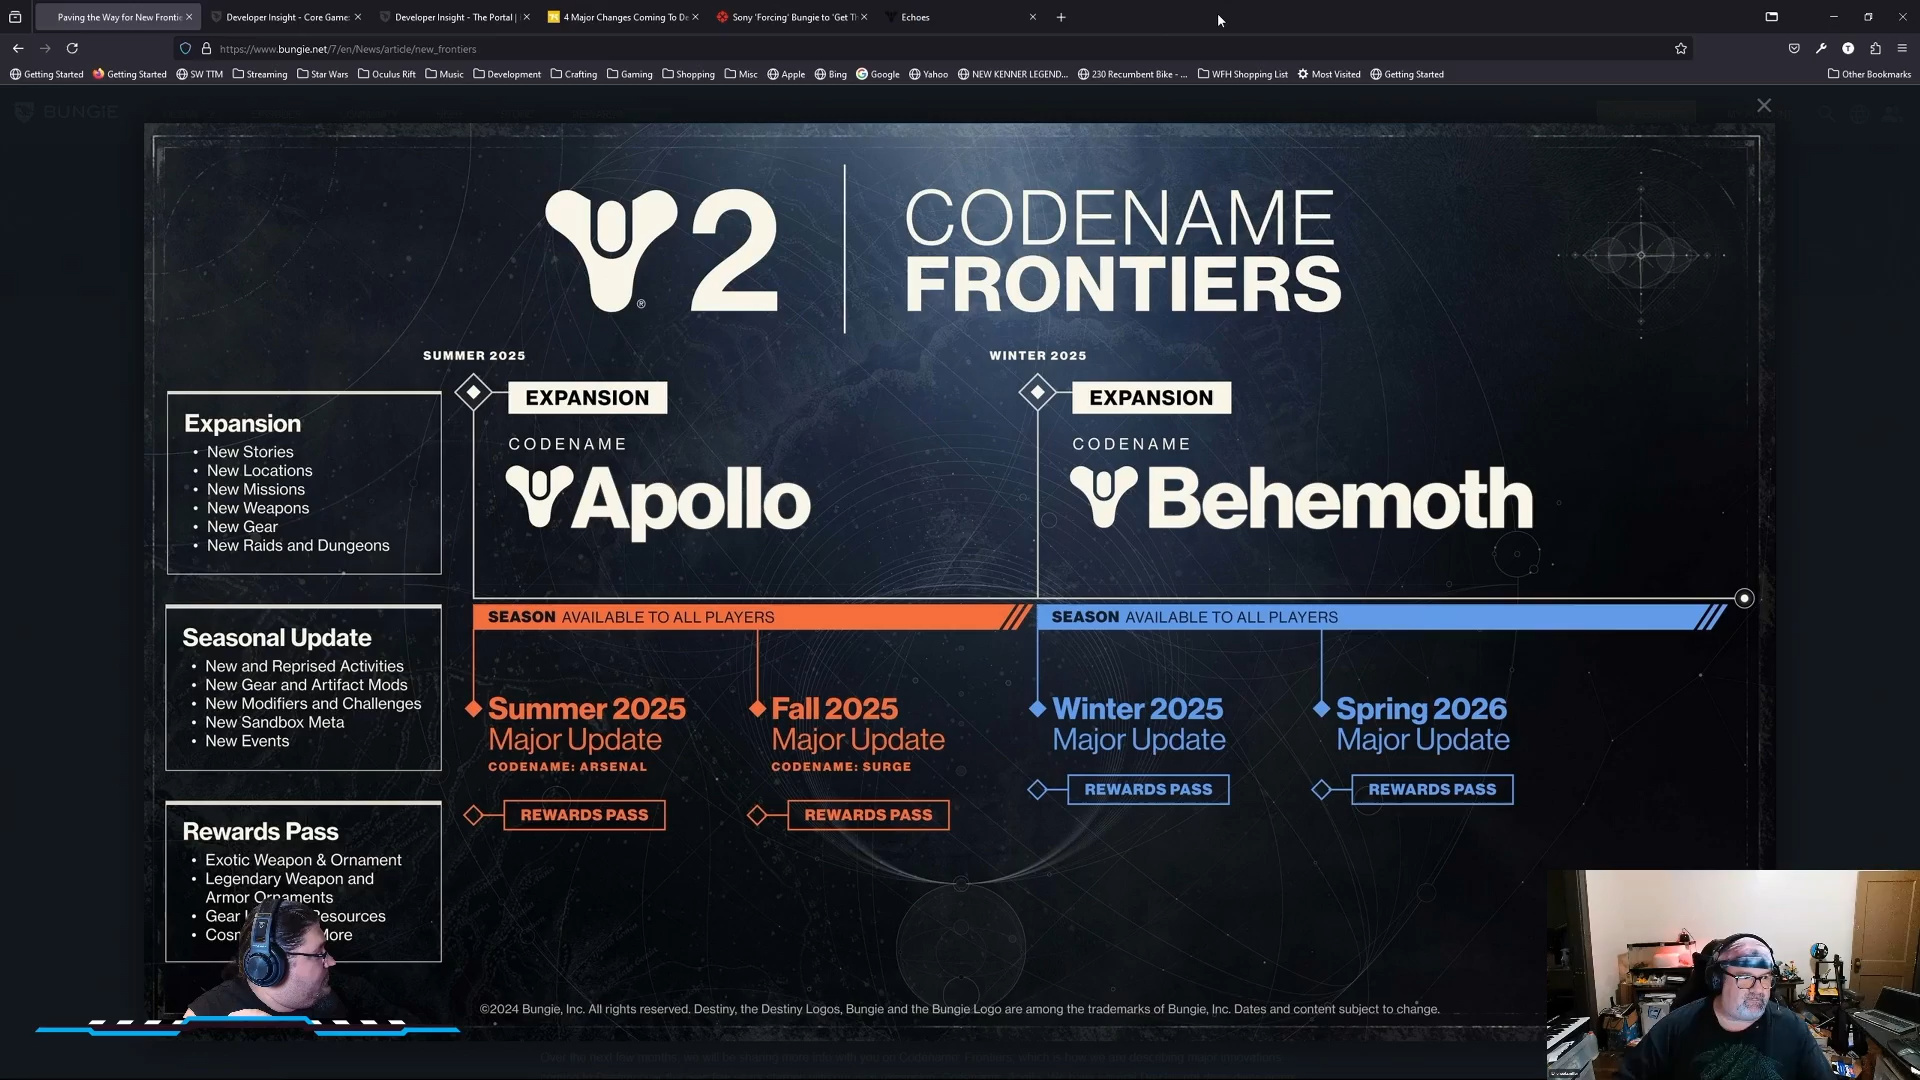 Paving the Way for New Frontie
Developer Insight - Core Game
Developer Insight - The Portal |
4 Major Changes Coming To De
Sony 'Forcing' Bungie to 'Get Th
Echoes
https://www.bungie.net/7/en/News/article/new_frontiers
Getting Started
Getting Started
SW TTM
Streaming
Star Wars
Oculus Rift
Music
Development
Crafting
Gaming
Shopping
Misc
Apple
Bing
Google
Yahoo
NEW KENNER LEGEND...
230 Recumbent Bike - ...
WFH Shopping List
Most Visited
Getting Started
Other Bookmarks
BUNGIE
2
CODENAME
FRONTIERS
SUMMER 2025
WINTER 2025
EXPANSION
EXPANSION
CODENAME
Apollo
CODENAME
Behemoth
Expansion
• New Stories
• New Locations
• New Missions
• New Weapons
• New Gear
• New Raids and Dungeons
SEASON AVAILABLE TO ALL PLAYERS
SEASON AVAILABLE TO ALL PLAYERS
Seasonal Update
• New and Reprised Activities
• New Gear and Artifact Mods
• New Modifiers and Challenges
• New Sandbox Meta
• New Events
Summer 2025
Major Update
CODENAME: ARSENAL
REWARDS PASS
Fall 2025
Major Update
CODENAME: SURGE
REWARDS PASS
Winter 2025
Major Update
REWARDS PASS
Spring 2026
Major Update
REWARDS PASS
Rewards Pass
• Exotic Weapon & Ornament
• Legendary Weapon and
Armor Ornaments
• Gear Resources
• More
©2024 Bungie, Inc. All rights reserved. Destiny, the Destiny Logos, Bungie and the Bungie Logo are among the trademarks of Bungie, Inc. Dates and content subject to change.